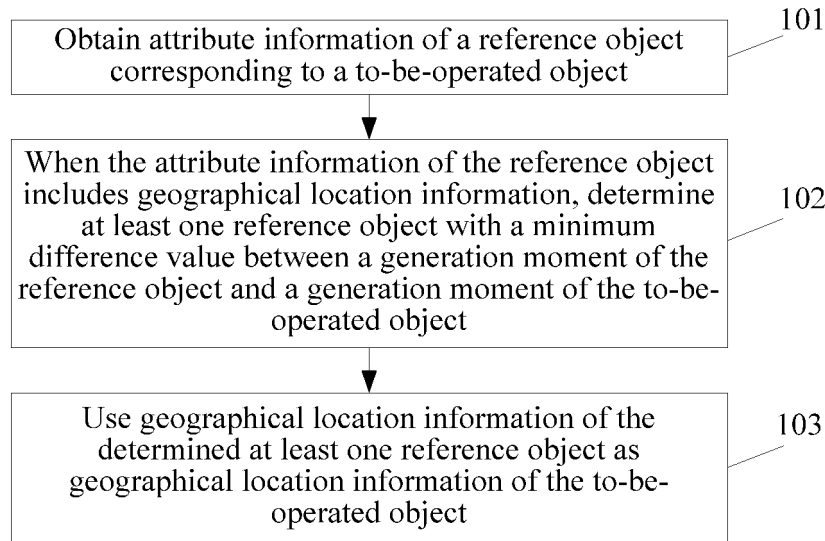 Obtain attribute information of a reference object
corresponding to a to-be-operated object
101
When the attribute information of the reference object
includes geographical location information, determine
at least one reference object with a minimum
difference value between a generation moment of the
reference object and a generation moment of the to-be-
operated object
102
Use geographical location information of the
determined at least one reference object as
geographical location information of the to-be-
operated object
103